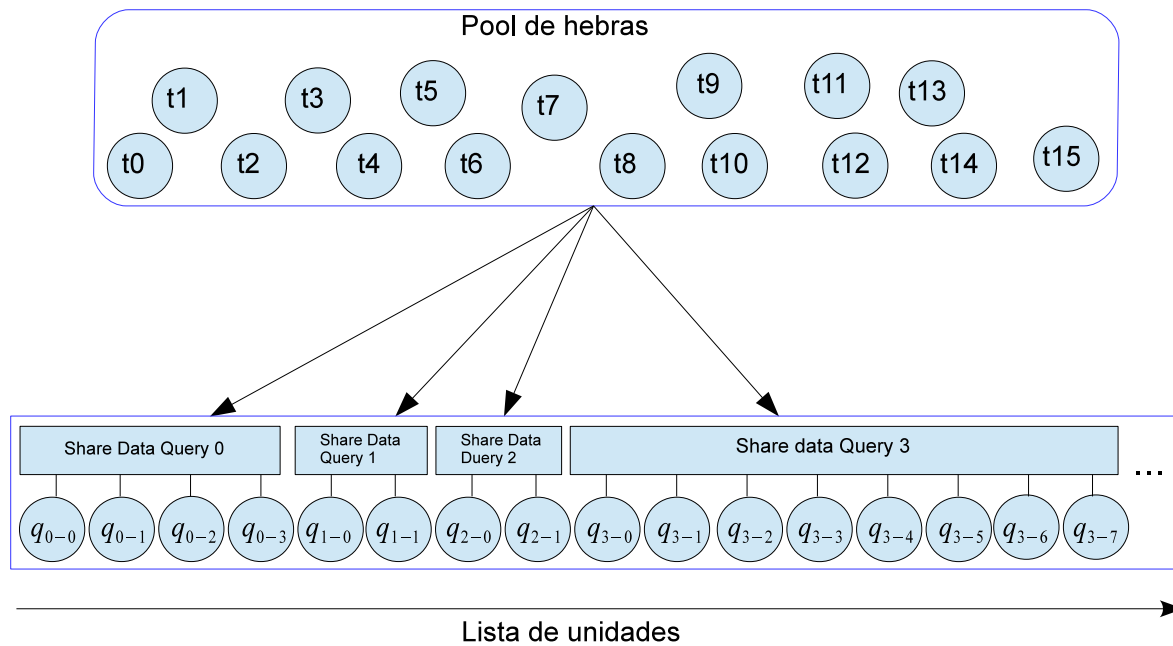 Pool de hebras
t1 t3 t5 t7 t9 t11 t13
t0 t2 t4 t6 t8 t10 t12 t14 t15
Share Data Query 0
Share Data
Query 1
Share Data
Duery 2
Share data Query 3
...
q0−0 q0−1 q0−2 q0−3 q1−0 q1−1 q2−0 q2−1 q3−0 q3−1 q3−2 q3−3 q3−4 q3−5 q3−6 q3−7
Lista de unidades